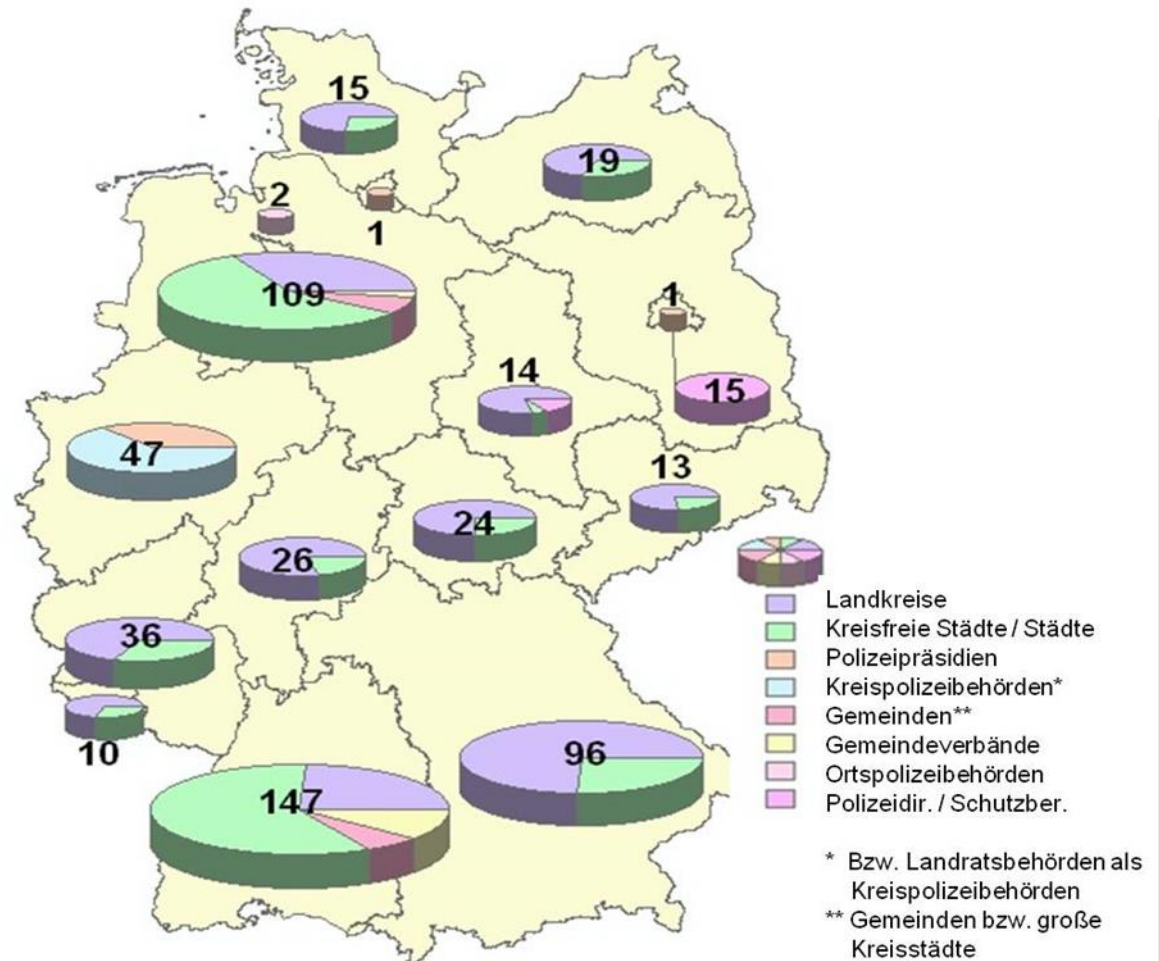 15
19
2
1
109
1
14
15
47
13
24
26
36
10
96
147
Landkreise
Kreisfreie Städte / Städte
Polizeipräsidien
Kreispolizeibehörden*
Gemeinden**
Gemeindeverbände
Ortspolizeibehörden
Polizeidir. / Schutzber.
* Bzw. Landratsbehörden als
Kreispolizeibehörden
** Gemeinden bzw. große
Kreisstädte